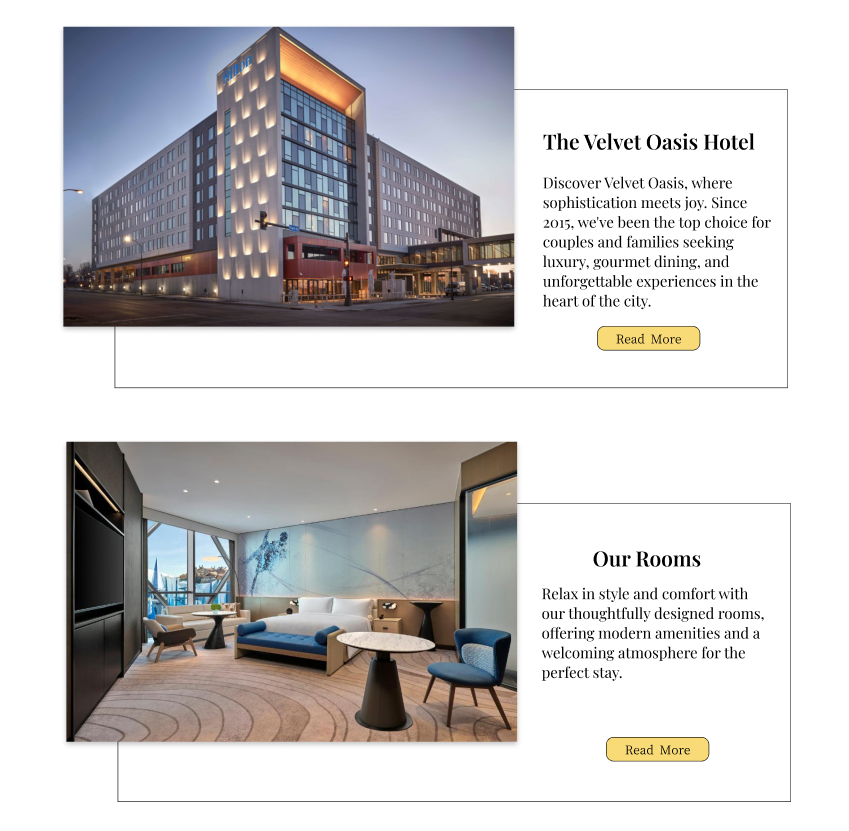 The Velvet Oasis Hotel
Discover Velvet Oasis, where
sophistication meets joy. Since
2015, we've been the top choice for
couples and families seeking
luxury, gourmet dining, and
unforgettable experiences in the
heart of the city.
Read More
Our Rooms
Relax in style and comfort with
our thoughtfully designed rooms,
offering modern amenities and a
welcoming atmosphere for the
perfect stay.
Read More